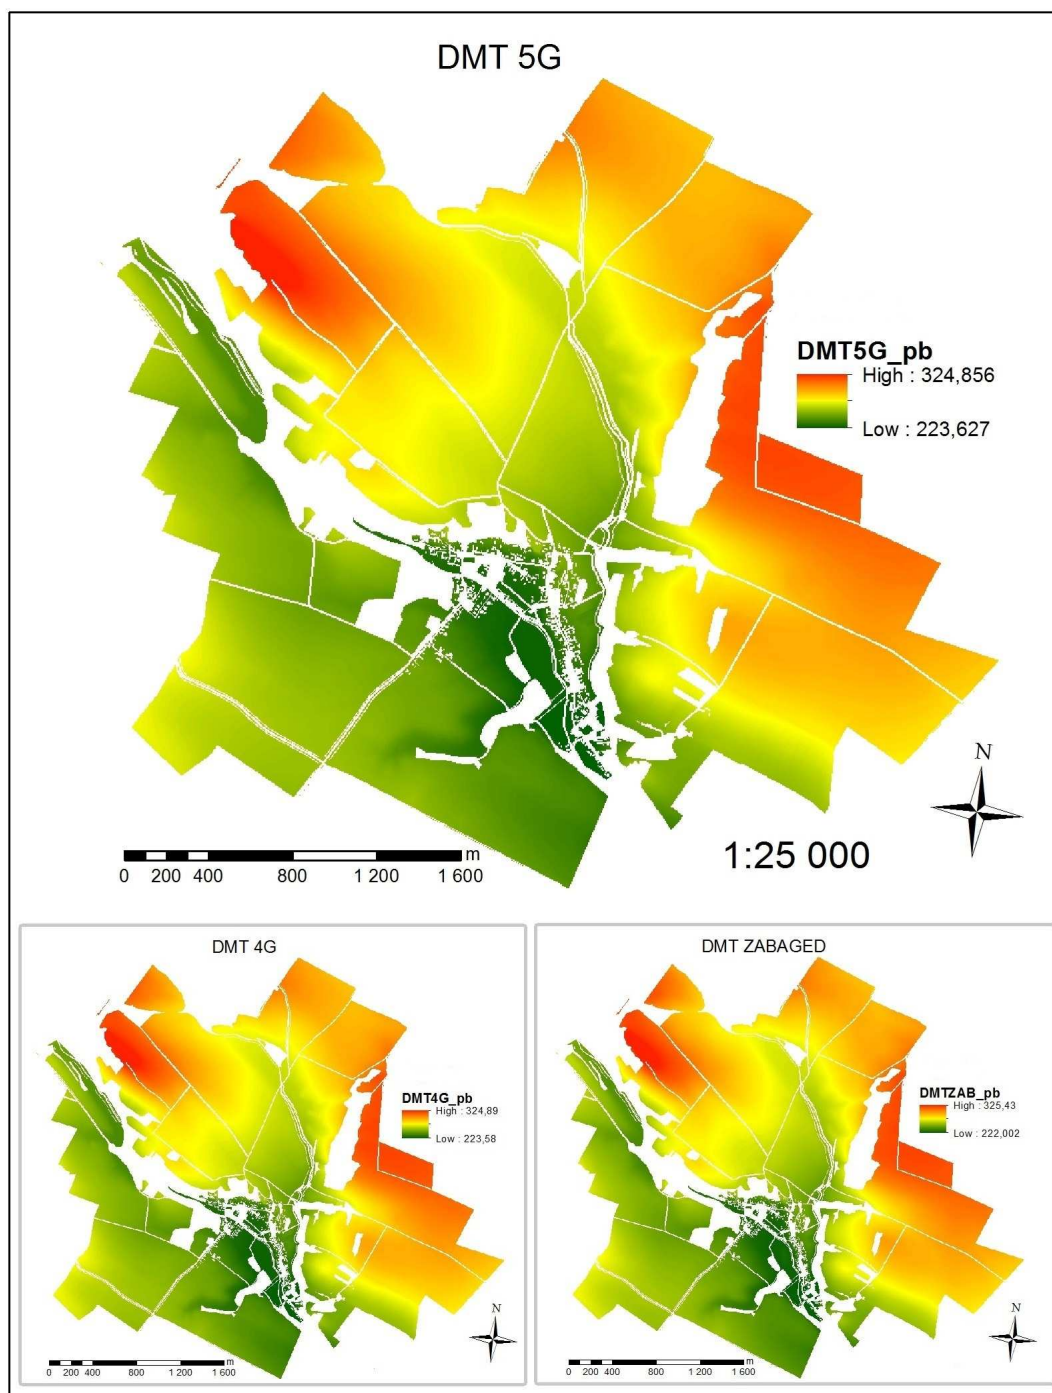 DMT 5G
DMT5G_pb
High : 324,856
Low : 223,627
N
1:25 000
m
0 200 400 800 1 200 1 600
DMT 4G
DMT4G_pb
High : 324,89
Low : 223,58
N
m
0 200 400 800 1 200 1 600
DMT ZABAGED
DMTZAB_pb
High : 325,43
Low : 222,002
N
m
0 200 400 800 1 200 1 600